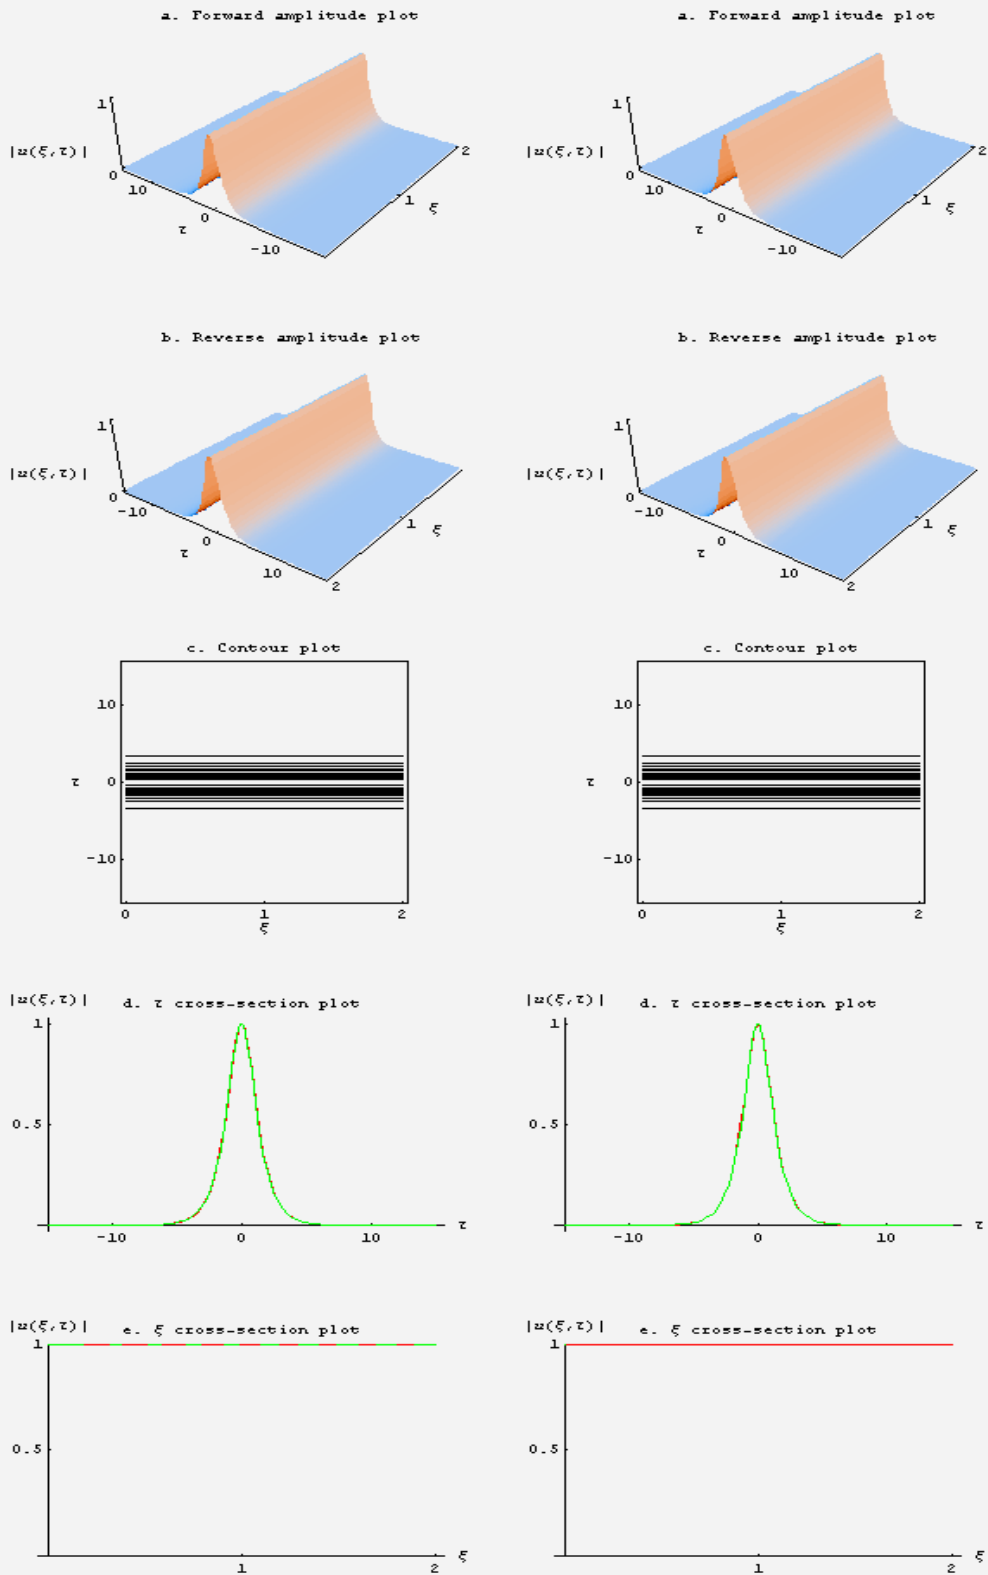 a. Forward amplitude plot
a. Forward amplitude plot
1
|u(ξ,τ)|
0
10
τ
0
-10
ξ
1
2
1
|u(ξ,τ)|
0
10
τ
0
-10
ξ
1
2
b. Reverse amplitude plot
b. Reverse amplitude plot
1
|u(ξ,τ)|
0
-10
τ
0
10
2
1
ξ
1
|u(ξ,τ)|
0
-10
τ
0
10
2
1
ξ
c. Contour plot
10
τ
0
-10
0
1
2
ξ
c. Contour plot
10
τ
0
-10
0
1
2
ξ
|u(ξ,τ)|
d. τ cross-section plot
1
0.5
-10
0
10
τ
|u(ξ,τ)|
d. τ cross-section plot
1
0.5
-10
0
10
τ
|u(ξ,τ)|
e. ξ cross-section plot
1
0.5
1
2
ξ
|u(ξ,τ)|
e. ξ cross-section plot
1
0.5
1
2
ξ